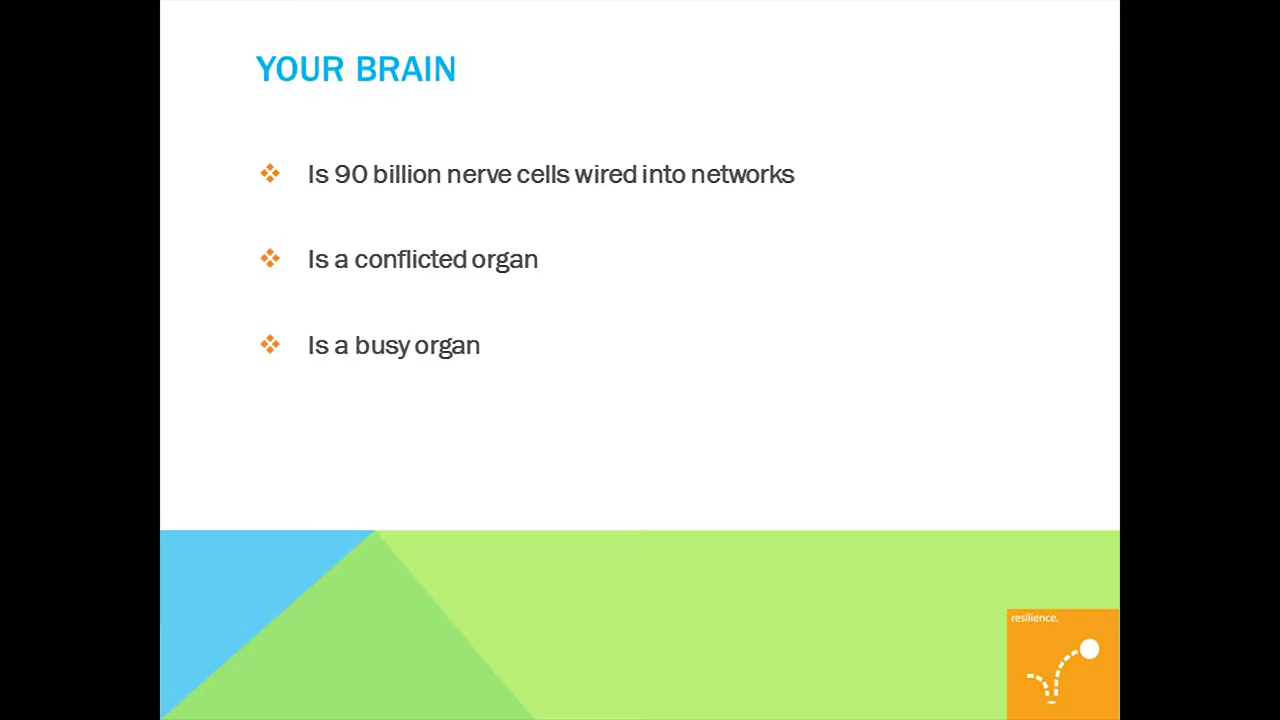 YOUR BRAIN
Is 90 billion nerve cells wired into networks
Is a conflicted organ
Is a busy organ
resilience.